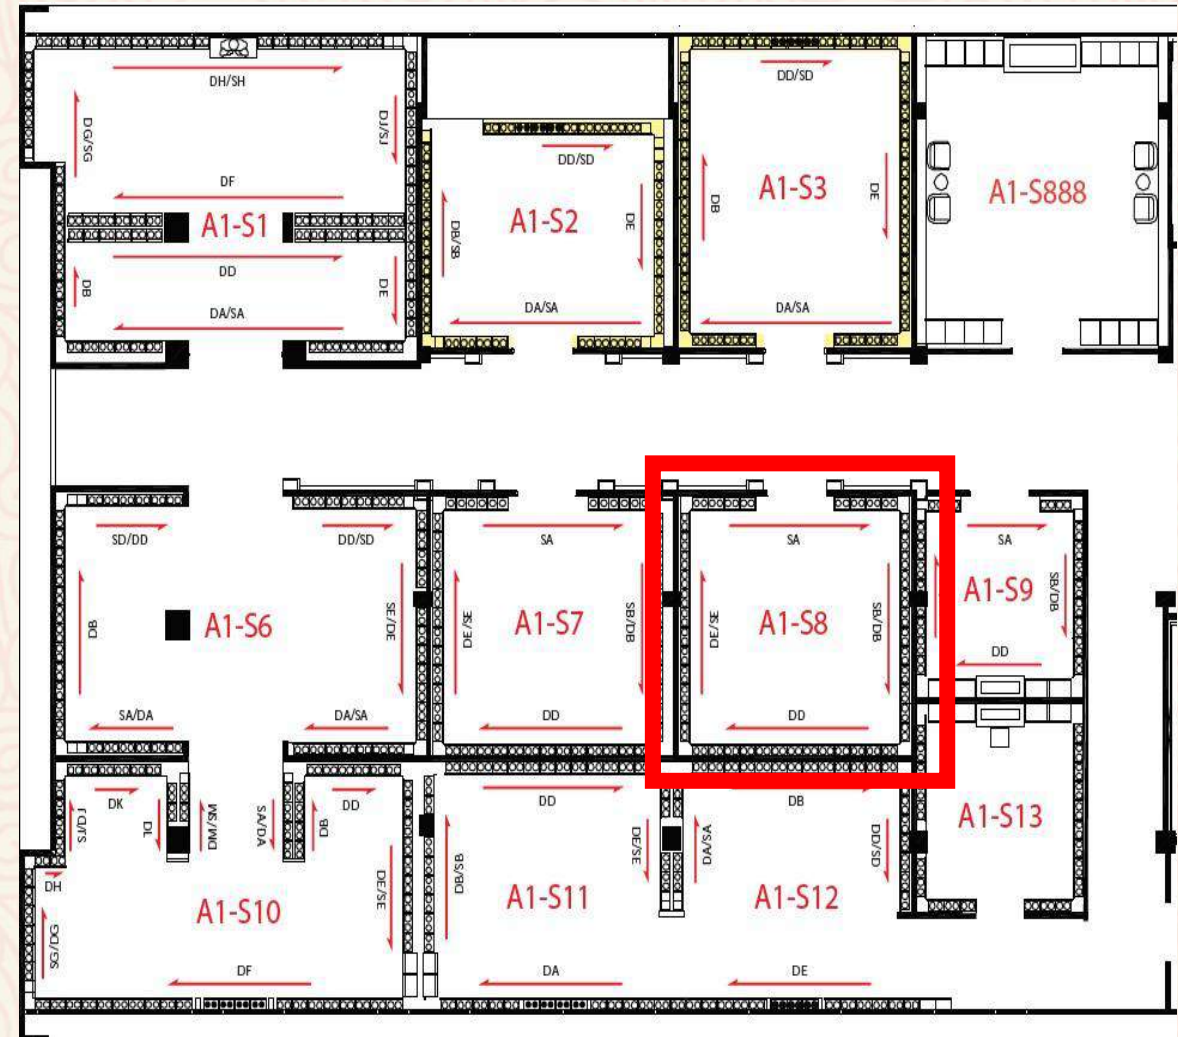 DH/SH
DG/SG
DJ/SJ
DF
A1-S1
DD
DB
DE
DA/SA
DD/SD
DB/SB
A1-S2
DE
DA/SA
DD/SD
DB
A1-S3
DE
DA/SA
A1-S888
SD/DD
DD/SD
DB
A1-S6
SE/DE
SA/DA
DA/SA
SA
DE/SE
A1-S7
SB/DB
DD
SA
DE/SE
A1-S8
SB/DB
DD
SA
A1-S9
SB/DB
DD
DK
DL
DM/SM
SA/DA
DB
DD
DH
SG/DG
A1-S10
DE/SE
DF
DD
DB/SB
A1-S11
DE/SE
DA
DB
DA/SA
A1-S12
DD/SD
DE
A1-S13